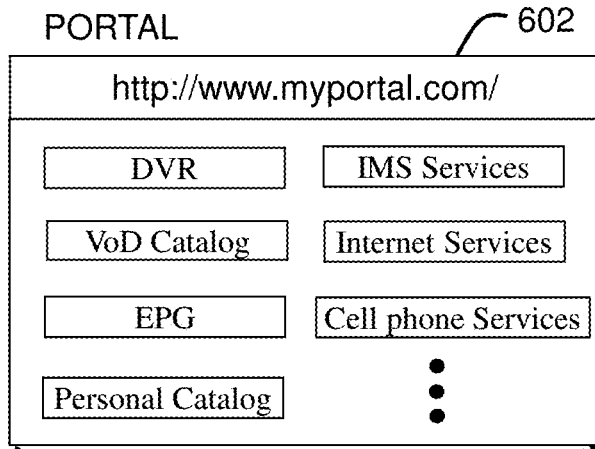 PORTAL
602
http://www.myportal.com/
DVR
IMS Services
VoD Catalog
Internet Services
EPG
Cell phone Services
Personal Catalog